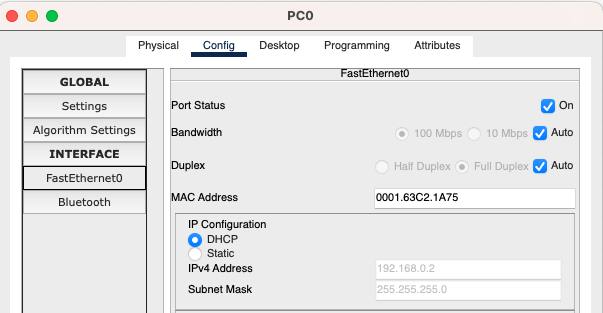 PC0
Physical Config Desktop Programming Attributes
GLOBAL
Settings
Algorithm Settings
INTERFACE
FastEthernet0
Bluetooth
FastEthernet0
Port Status On
Bandwidth 100 Mbps 10 Mbps Auto
Duplex Half Duplex Full Duplex Auto
MAC Address 0001.63C2.1A75
IP Configuration
DHCP
Static
IPv4 Address 192.168.0.2
Subnet Mask 255.255.255.0